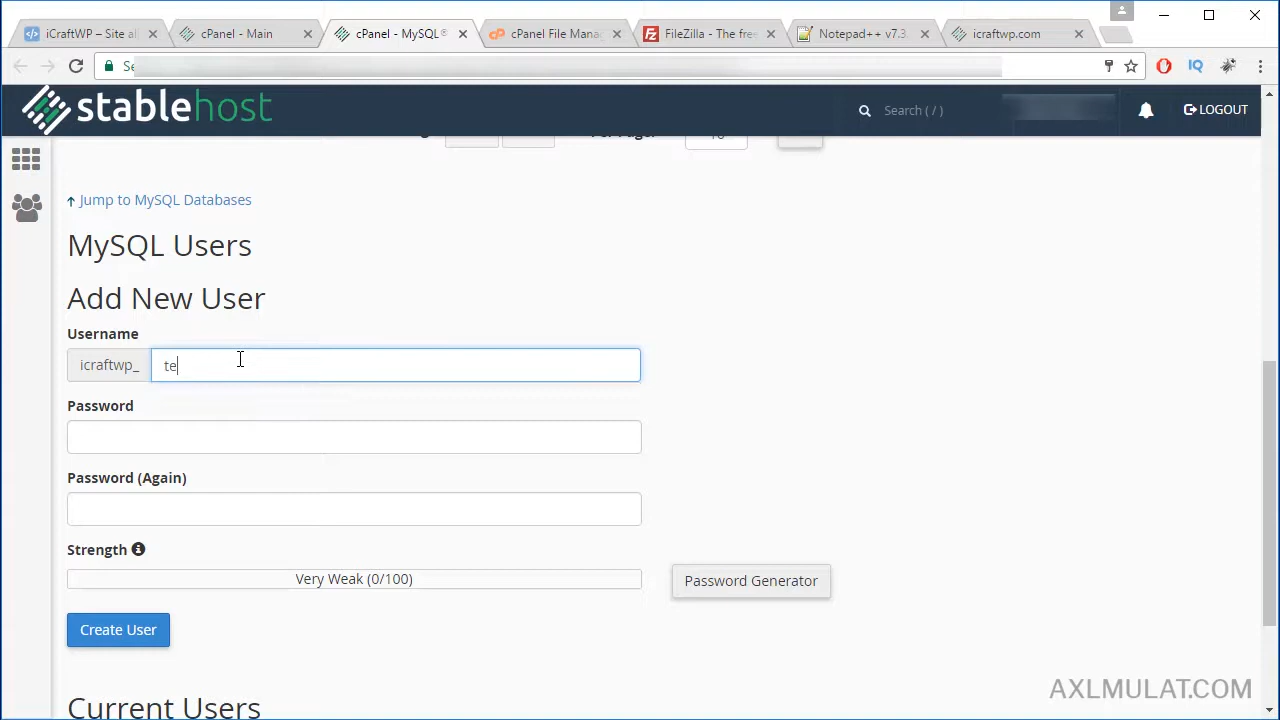 iCraftWP – Site al
cPanel - Main
cPanel - MySQL®
cPanel File Mana
FileZilla - The free
Notepad++ v7.3.
icraftwp.com
IQ
stablehost
Search ( / )
LOGOUT
Jump to MySQL Databases
MySQL Users
Add New User
Username
icraftwp_ te
Password
Password (Again)
Strength
Very Weak (0/100)
Password Generator
Create User
Current Users
AXLMULAT.COM